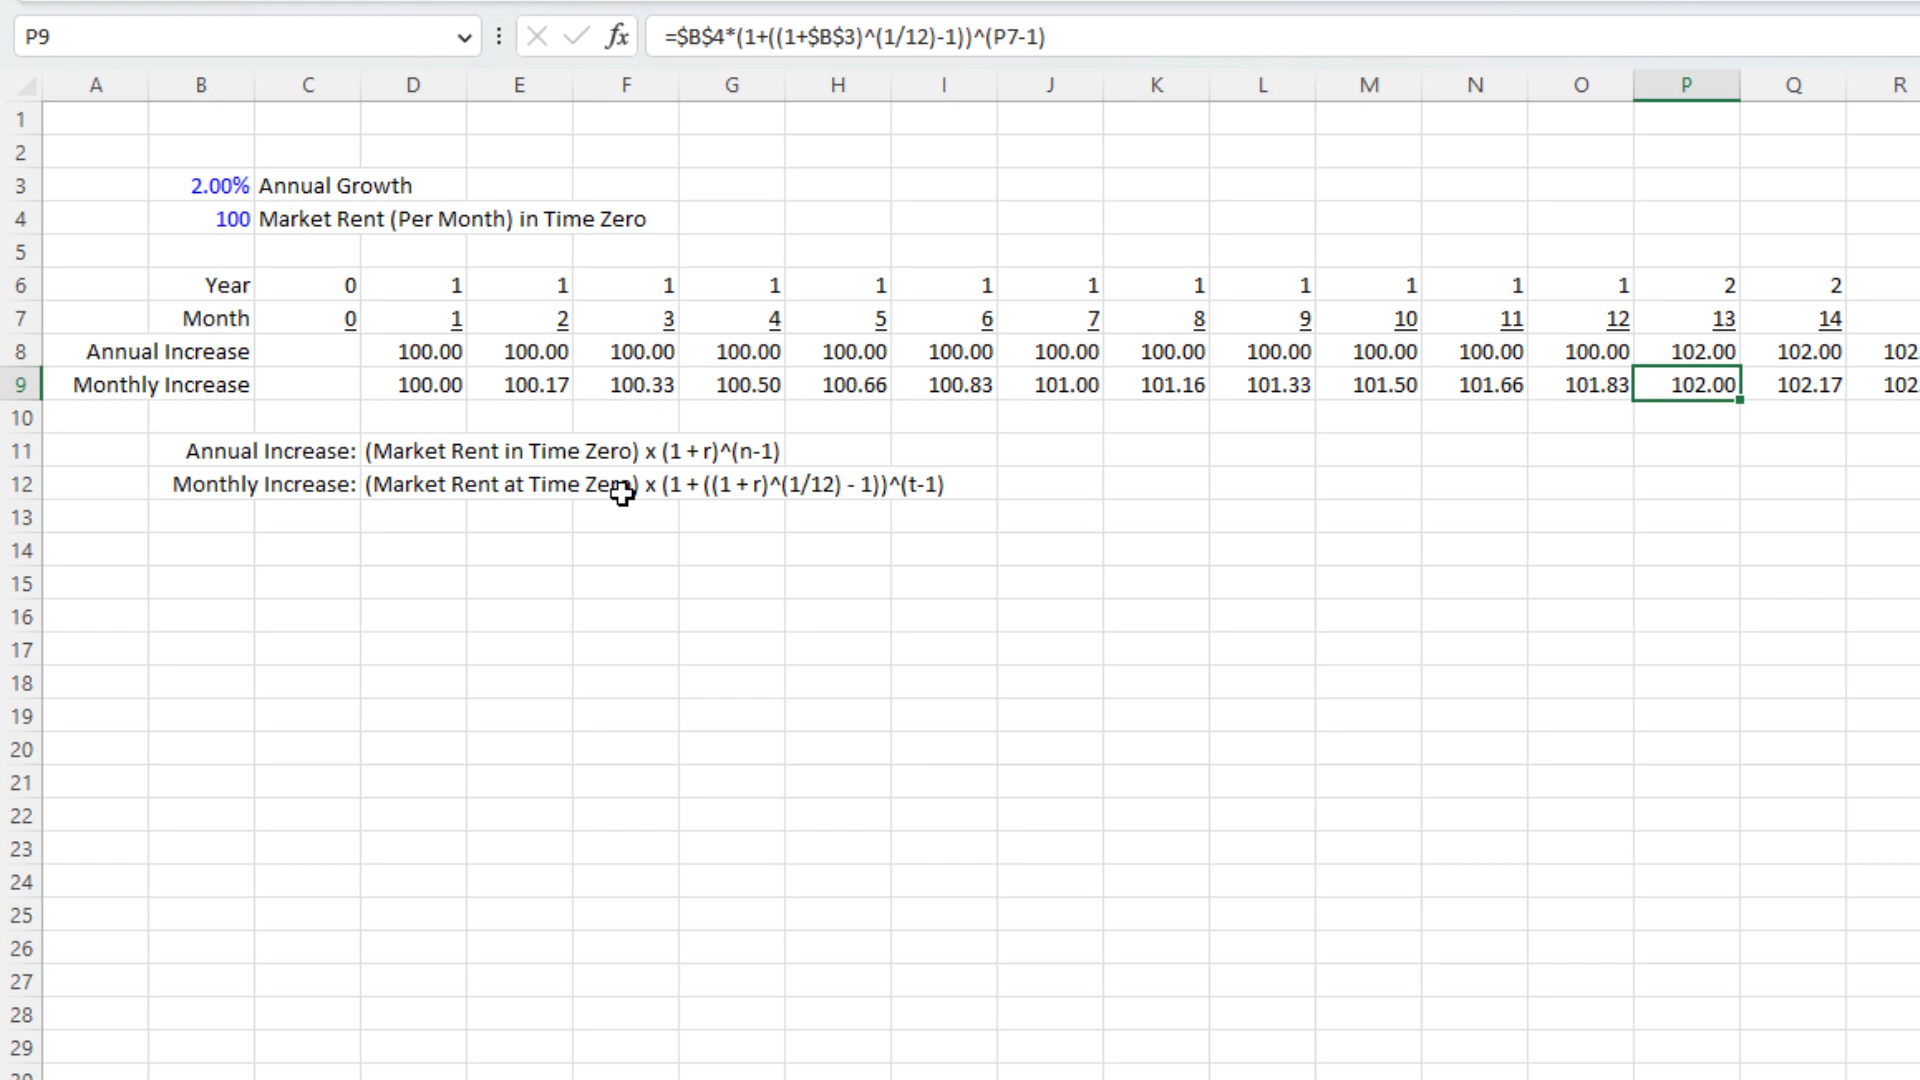 P9 fx =$B$4*(1+((1+$B$3)^(1/12)-1))^(P7-1)
A B C D E F G H I J K L M N O P Q R
1
2
3 2.00% Annual Growth
4 100 Market Rent (Per Month) in Time Zero
5
6 Year 0 1 1 1 1 1 1 1 1 1 1 1 1 2 2
7 Month 0 1 2 3 4 5 6 7 8 9 10 11 12 13 14
8 Annual Increase 100.00 100.00 100.00 100.00 100.00 100.00 100.00 100.00 100.00 100.00 100.00 100.00 102.00 102.00
9 Monthly Increase 100.00 100.17 100.33 100.50 100.66 100.83 101.00 101.16 101.33 101.50 101.66 101.83 102.00 102.17
10
11 Annual Increase: (Market Rent in Time Zero) x (1 + r)^(n-1)
12 Monthly Increase: (Market Rent at Time Zero) x (1 + ((1 + r)^(1/12) - 1))^(t-1)
13
14
15
16
17
18
19
20
21
22
23
24
25
26
27
28
29